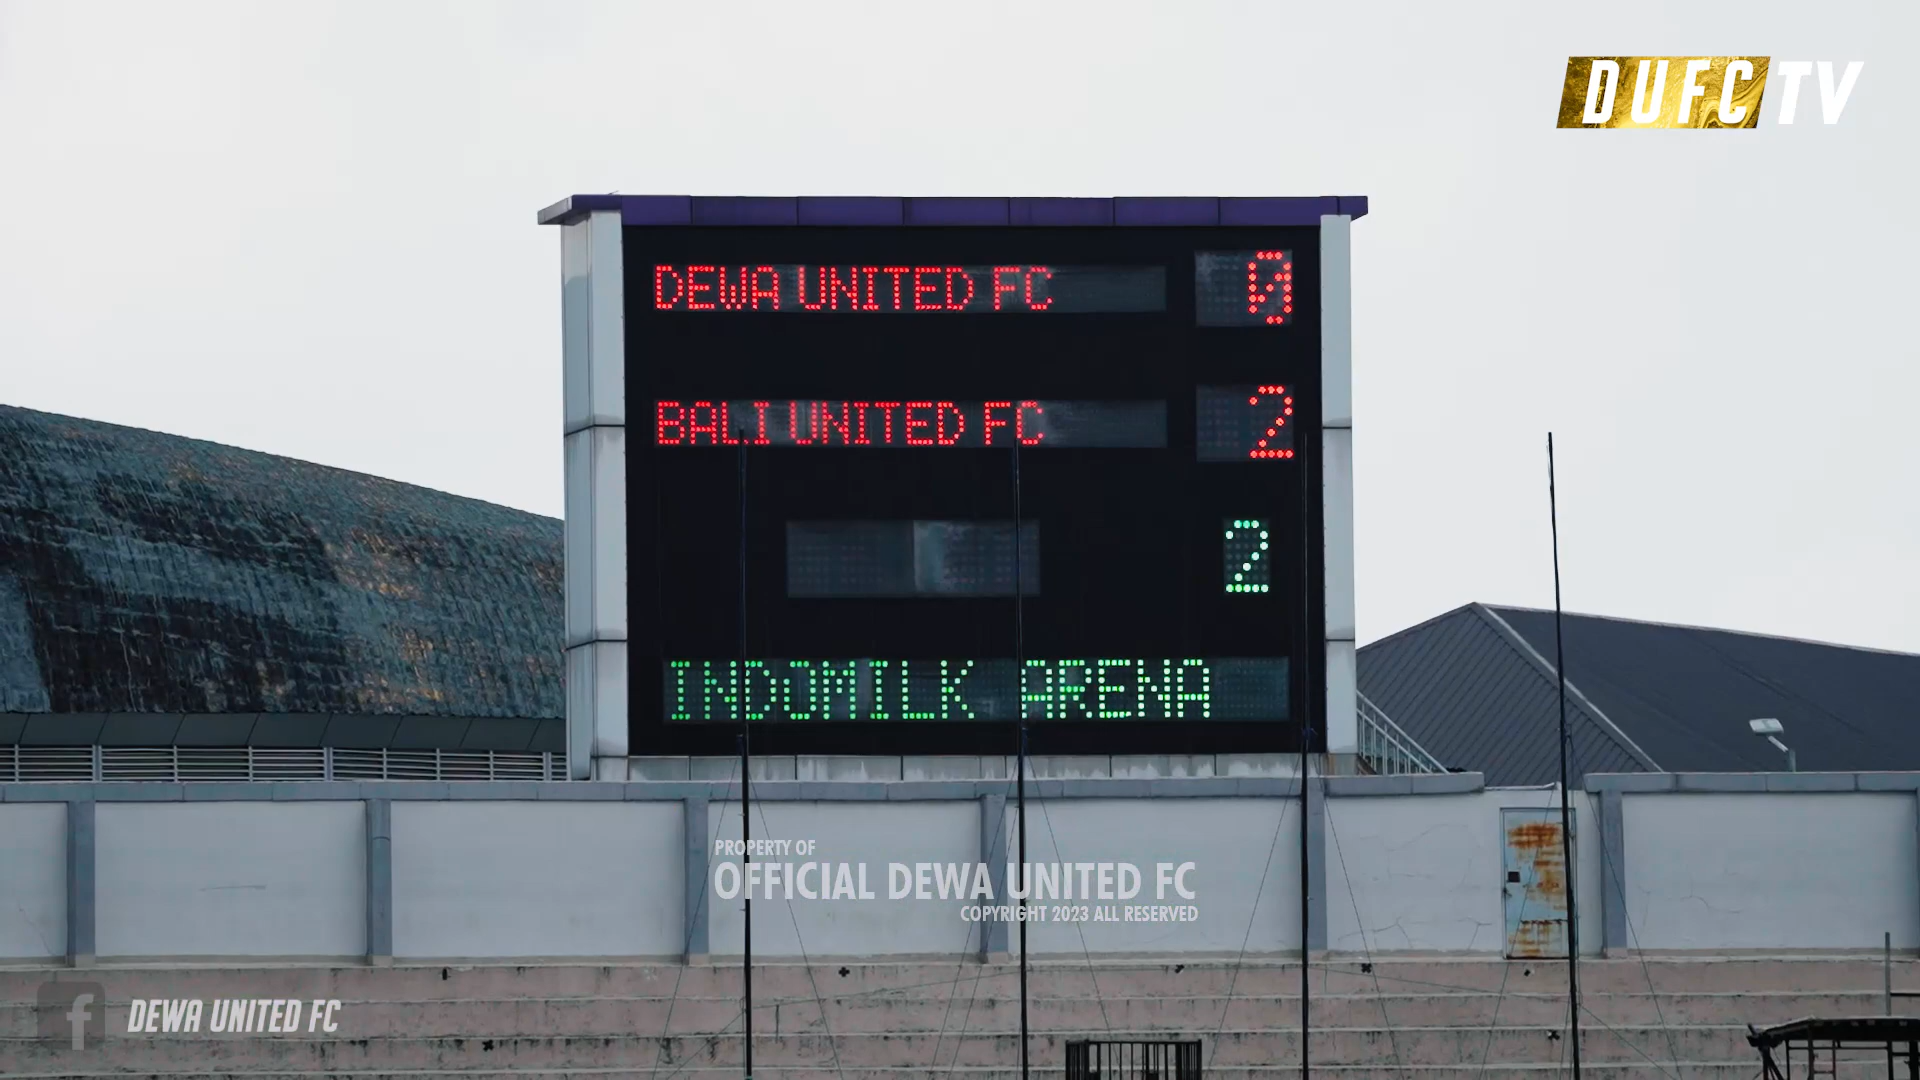 DUFC TV
DEWA UNITED FC 0
BALI UNITED FC 2
2
INDOMILK ARENA
PROPERTY OF
OFFICIAL DEWA UNITED FC
COPYRIGHT 2023 ALL RESERVED
f DEWA UNITED FC